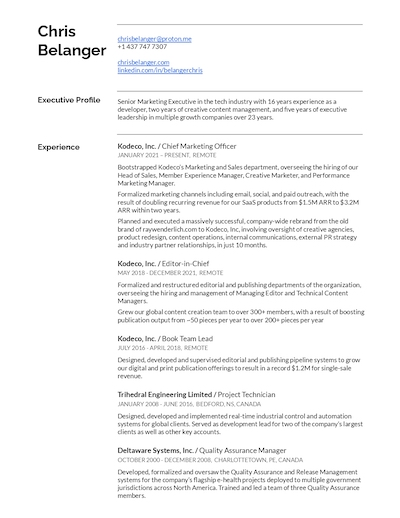 Chris
Belanger
chrisbelanger@proton.me
+1 437 747 7307
chrisbelanger.com
linkedin.com/in/belangerchris
Executive Profile
Senior Marketing Executive in the tech industry with 16 years experience as a
developer, two years of creative content management, and five years of executive
leadership in multiple growth companies over 23 years.
Experience
Kodeco, Inc. / Chief Marketing Officer
JANUARY 2021 – PRESENT, REMOTE
Bootstrapped Kodeco's Marketing and Sales department, overseeing the hiring of our
Head of Sales, Member Experience Manager, Creative Marketer, and Performance
Marketing Manager.
Formalized marketing channels including email, social, and paid outreach, with the
result of doubling recurring revenue for our SaaS products from $1.5M ARR to $3.2M
ARR within two years.
Planned and executed a massively successful, company-wide rebrand from the old
brand of raywenderlich.com to Kodeco, Inc, involving oversight of creative agencies,
product redesign, content operations, internal communications, external PR strategy
and industry partner relationships, in just 10 months.
Kodeco, Inc. / Editor-in-Chief
MAY 2018 - DECEMBER 2021, REMOTE
Formalized and restructured editorial and publishing departments of the organization,
overseeing the hiring and management of Managing Editor and Technical Content
Managers.
Grew our global content creation team to over 300+ members, with a result of boosting
publication output from ~50 pieces per year to over 200+ pieces per year
Kodeco, Inc. / Book Team Lead
JULY 2016 - APRIL 2018, REMOTE
Designed, developed and supervised editorial and publishing pipeline systems to grow
our digital and print publication offerings to result in a record $1.2M for single-sale
revenue.
Trihedral Engineering Limited / Project Technician
JANUARY 2008 - JUNE 2016, BEDFORD, NS, CANADA
Designed, developed and implemented real-time industrial control and automation
systems for global clients. Served as development lead for two of the company's largest
clients as well as other key accounts.
Deltaware Systems, Inc. / Quality Assurance Manager
OCTOBER 2000 - DECEMBER 2008, CHARLOTTETOWN, PE, CANADA
Developed, formalized and oversaw the Quality Assurance and Release Management
systems for the company's flagship e-health projects deployed to multiple government
jurisdictions across North America. Trained and led a team of three Quality Assurance
members.